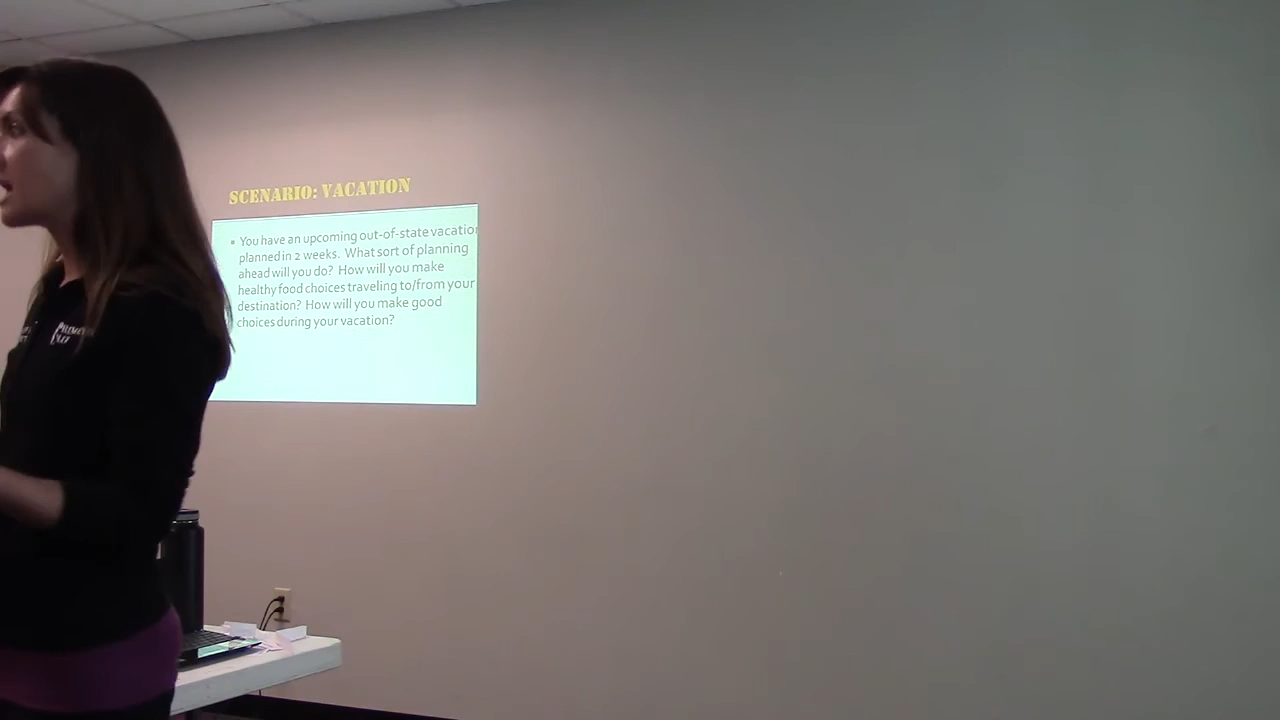 SCENARIO: VACATION
You have an upcoming out-of-state vacation
planned in 2 weeks. What sort of planning
ahead will you do? How will you make
healthy food choices traveling to/from your
destination? How will you make good
choices during your vacation?